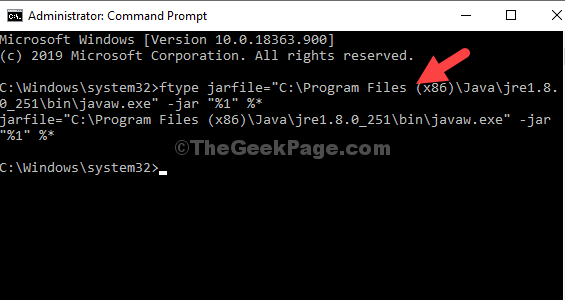 Administrator: Command Prompt
Microsoft Windows [Version 10.0.18363.900]
(c) 2019 Microsoft Corporation. All rights reserved.
C:\Windows\system32>ftype jarfile="C:\Program Files (x86)\Java\jre1.8.
0_251\bin\javaw.exe" -jar "%1" %*
jarfile="C:\Program Files (x86)\Java\jre1.8.0_251\bin\javaw.exe" -jar
"%1" %*
©TheGeekPage.com
C:\Windows\system32>